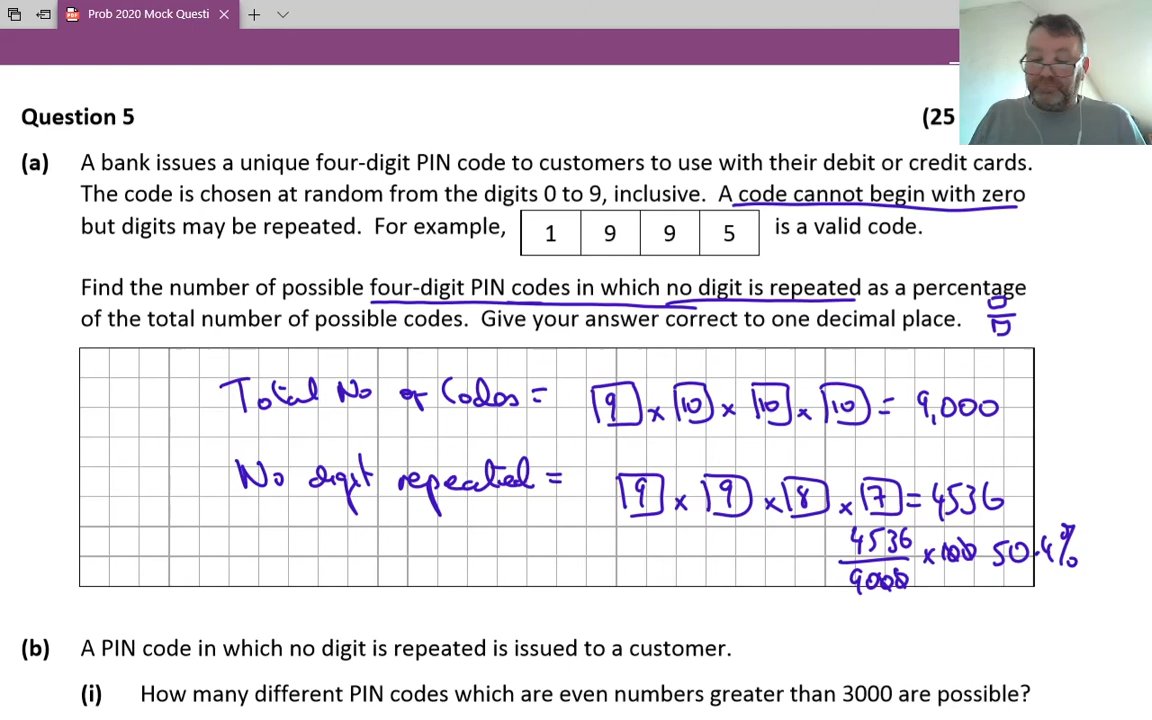 Prob 2020 Mock Questi
Question 5 (25
(a) A bank issues a unique four-digit PIN code to customers to use with their debit or credit cards.
The code is chosen at random from the digits 0 to 9, inclusive. A code cannot begin with zero
but digits may be repeated. For example, 1 9 9 5 is a valid code.
Find the number of possible four-digit PIN codes in which no digit is repeated as a percentage
of the total number of possible codes. Give your answer correct to one decimal place.
Total No of Codes = 9 × 10 × 10 × 10 = 9,000
No digit repeated = 9 × 9 × 8 × 7 = 4536
4536/9000 × 100 50.4%
(b) A PIN code in which no digit is repeated is issued to a customer.
(i) How many different PIN codes which are even numbers greater than 3000 are possible?